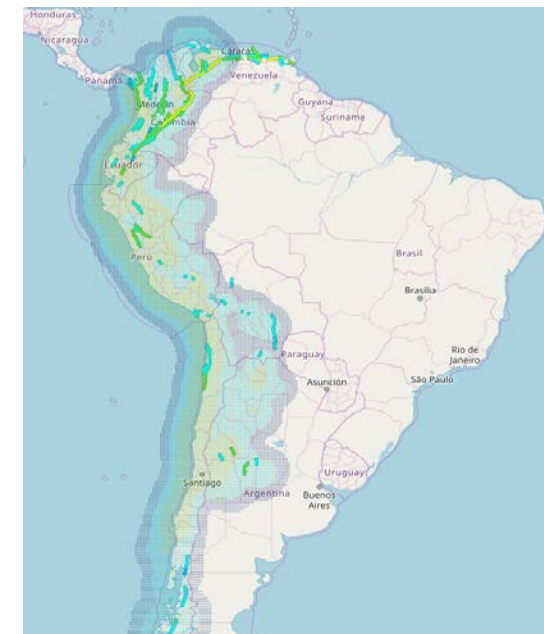 Honduras
Nicaragua
Panamá
Caracas
Venezuela
Medellín
Colombia
Guyana
Suriname
Ecuador
Perú
Brasil
Brasília
Paraguay
Asunción
Rio de
Janeiro
São Paulo
Santiago
Uruguay
Argentina
Buenos
Aires